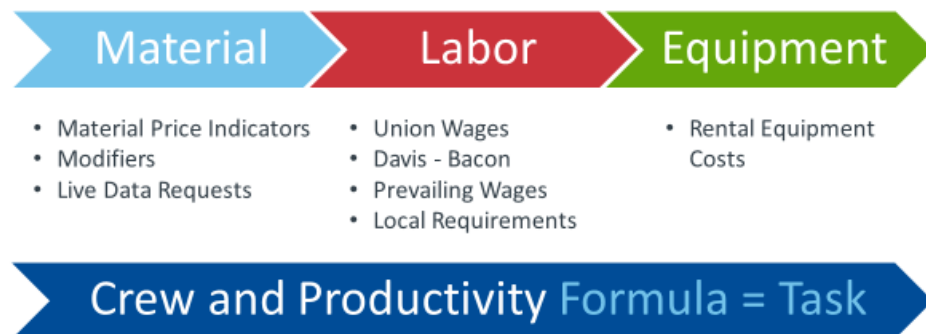 Material
Labor
Equipment
• Material Price Indicators
• Modifiers
• Live Data Requests
• Union Wages
• Davis - Bacon
• Prevailing Wages
• Local Requirements
• Rental Equipment
Costs
Crew and Productivity Formula = Task